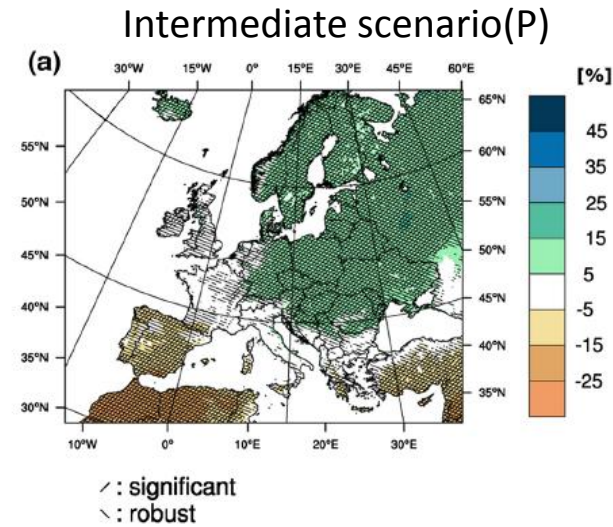 Intermediate scenario(P)
(a)
30°W 15°W 0° 15°E 30°E 45°E 60°E
[%]
65°N
55°N
60°N
50°N
55°N
45°N
50°N
40°N
45°N
35°N
40°N
30°N
35°N
10°W 0° 10°E 20°E 30°E
45
35
25
15
5
-5
-15
-25
/ : significant
\ : robust